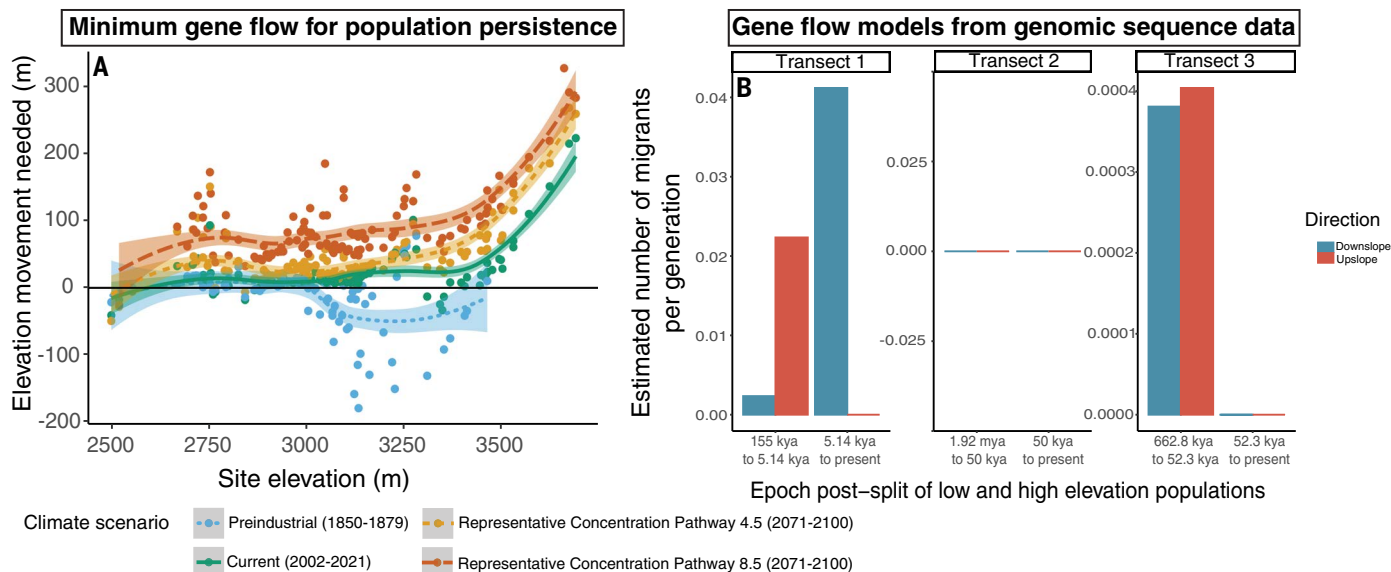 Minimum gene flow for population persistence
A
Elevation movement needed (m)
300
200
100
0
-100
-200
2500
2750
3000
3250
3500
Site elevation (m)
Climate scenario
Preindustrial (1850-1879)
Current (2002-2021)
Representative Concentration Pathway 4.5 (2071-2100)
Representative Concentration Pathway 8.5 (2071-2100)
Gene flow models from genomic sequence data
B
Estimated number of migrants
per generation
Transect 1
0.04
0.03
0.02
0.01
0.00
155 kya
to 5.14 kya
5.14 kya
to present
Transect 2
0.025
0.000
-0.025
1.92 mya
to 50 kya
50 kya
to present
Transect 3
0.0004
0.0003
0.0002
0.0001
0.0000
662.8 kya
to 52.3 kya
52.3 kya
to present
Epoch post−split of low and high elevation populations
Direction
Downslope
Upslope